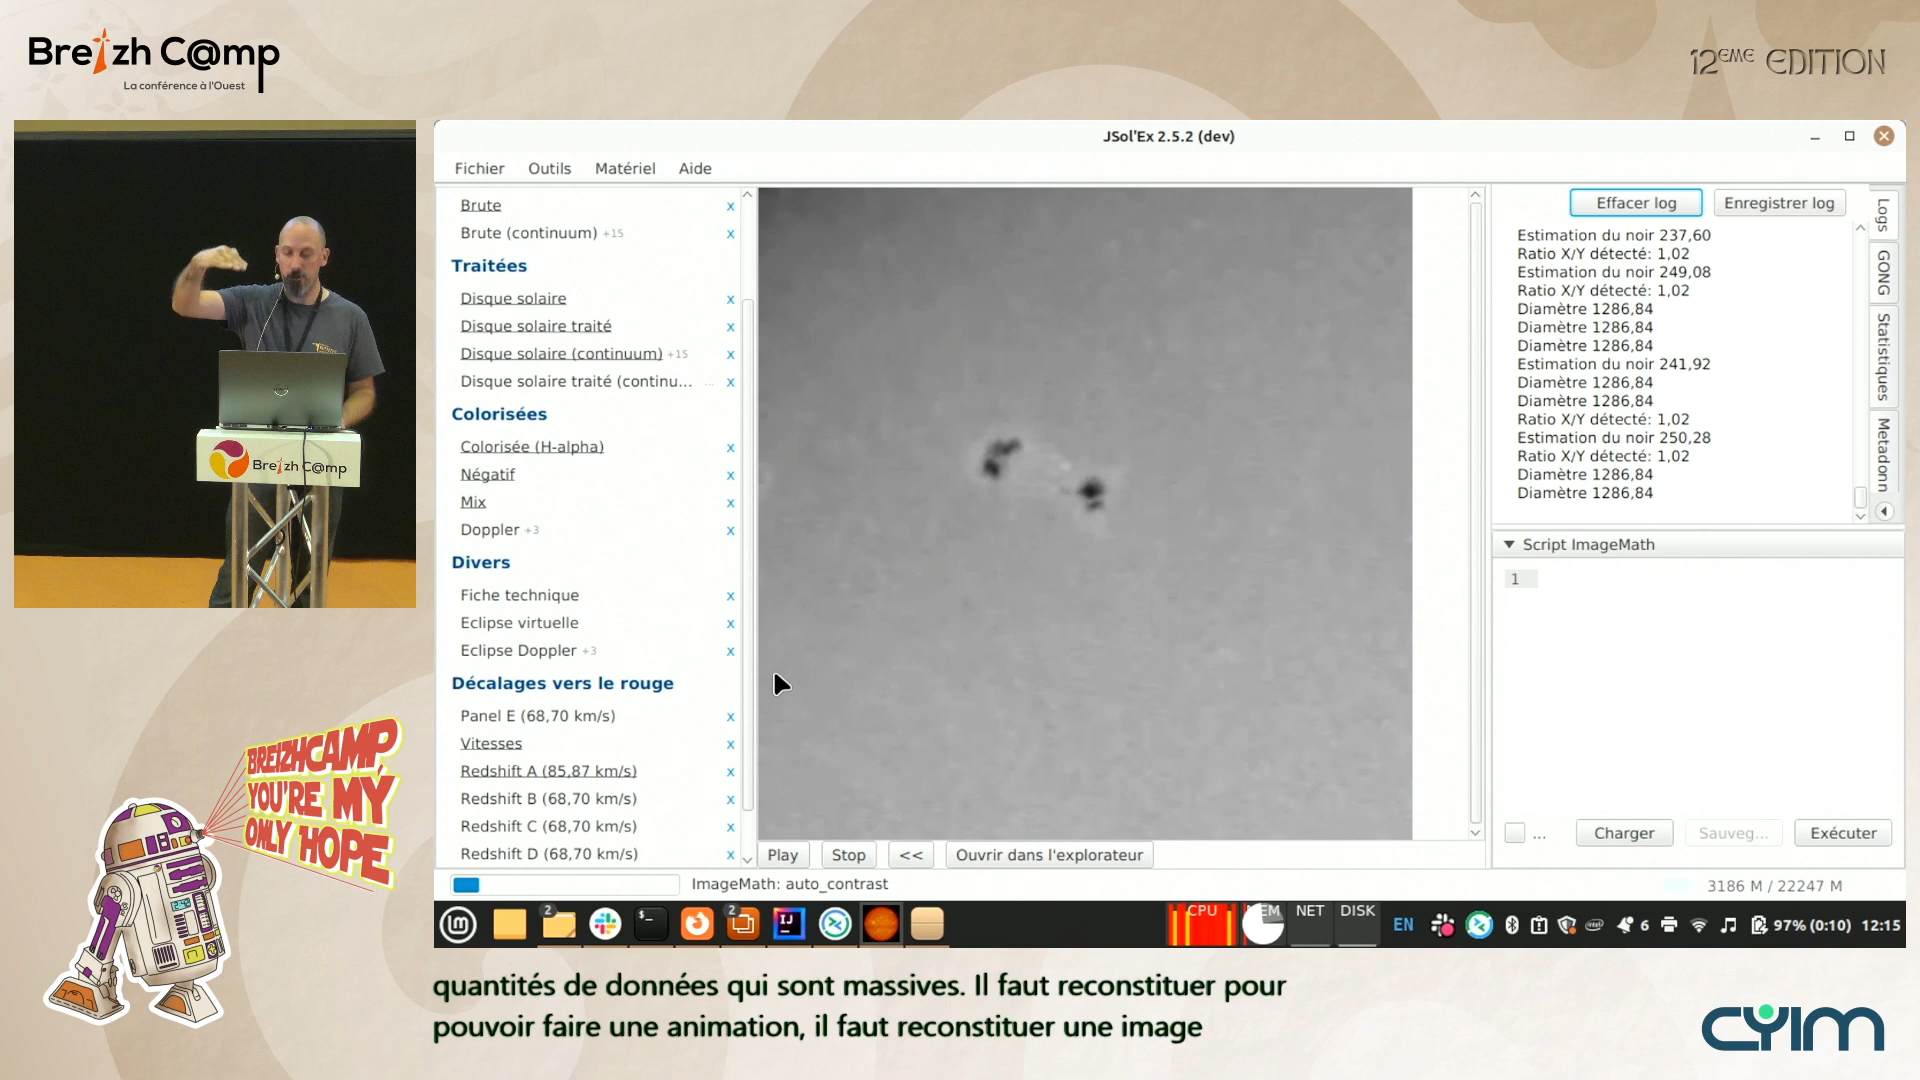 Breizh C@mp
La conférence à l'Ouest
12EME EDITION
JSol'Ex 2.5.2 (dev)
Fichier Outils Matériel Aide
Brute x
Brute (continuum) +15 x
Traitées
Disque solaire x
Disque solaire traité x
Disque solaire (continuum) +15 x
Disque solaire traité (continu... ... x
Colorisées
Colorisée (H-alpha) x
Négatif x
Mix x
Doppler +3 x
Divers
Fiche technique x
Eclipse virtuelle x
Eclipse Doppler +3 x
Décalages vers le rouge
Panel E (68,70 km/s) x
Vitesses x
Redshift A (85,87 km/s) x
Redshift B (68,70 km/s) x
Redshift C (68,70 km/s) x
Redshift D (68,70 km/s) x
Play Stop << Ouvrir dans l'explorateur
Effacer log Enregistrer log
Estimation du noir 237,60
Ratio X/Y détecté: 1,02
Estimation du noir 249,08
Ratio X/Y détecté: 1,02
Diamètre 1286,84
Diamètre 1286,84
Diamètre 1286,84
Estimation du noir 241,92
Diamètre 1286,84
Diamètre 1286,84
Ratio X/Y détecté: 1,02
Estimation du noir 250,28
Ratio X/Y détecté: 1,02
Diamètre 1286,84
Diamètre 1286,84
Logs
GONG
Statistiques
Metadonn
Script ImageMath
1
... Charger Sauveg... Exécuter
ImageMath: auto_contrast
3186 M / 22247 M
2 $_ 2 IJ
CPU MEM NET DISK
EN 6 97% (0:10) 12:15
Breizh C@mp
BREIZHCAMP
YOU'RE MY
ONLY HOPE
quantités de données qui sont massives. Il faut reconstituer pour
pouvoir faire une animation, il faut reconstituer une image
CYIM